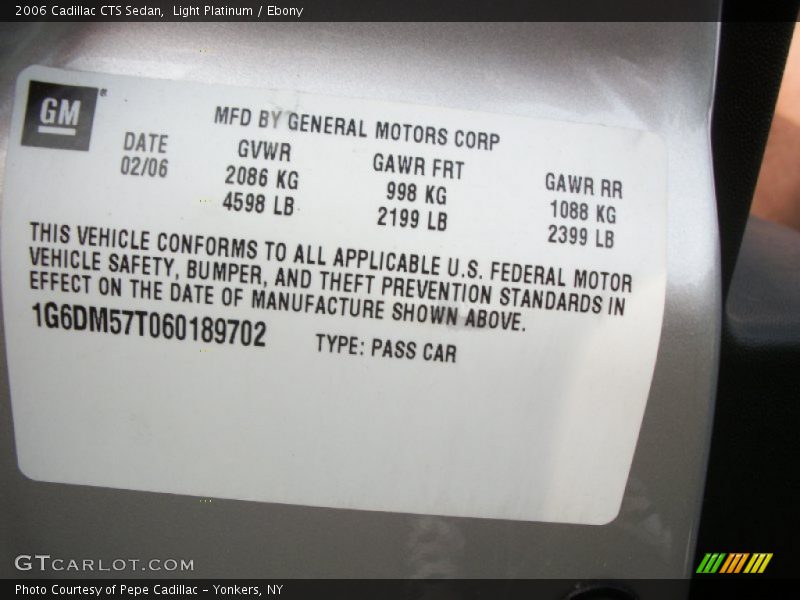 2006 Cadillac CTS Sedan,  Light Platinum / Ebony
GM®
MFD BY GENERAL MOTORS CORP
DATE GVWR GAWR FRT GAWR RR
02/06 2086 KG 998 KG 1088 KG
4598 LB 2199 LB 2399 LB
THIS VEHICLE CONFORMS TO ALL APPLICABLE U.S. FEDERAL MOTOR
VEHICLE SAFETY, BUMPER, AND THEFT PREVENTION STANDARDS IN
EFFECT ON THE DATE OF MANUFACTURE SHOWN ABOVE.
1G6DM57T060189702 TYPE: PASS CAR
GTCARLOT.COM
Photo Courtesy of Pepe Cadillac - Yonkers, NY